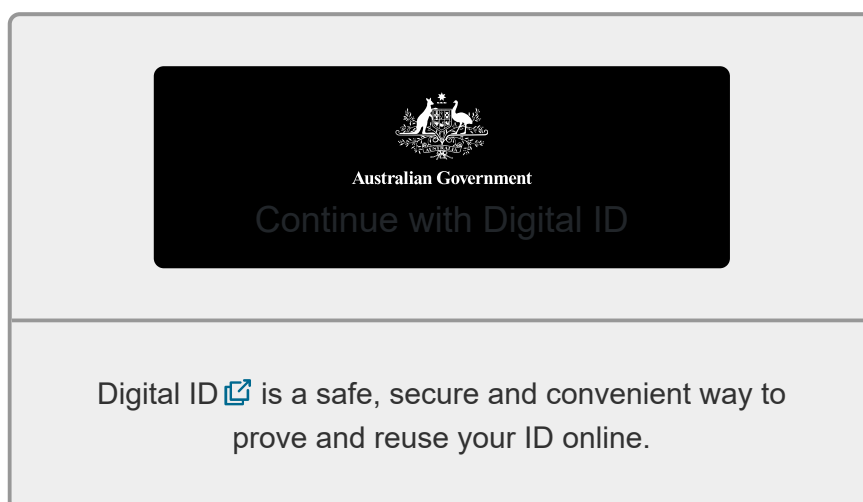 AUSTRALIA
Australian Government
Continue with Digital ID
Digital ID is a safe, secure and convenient way to
prove and reuse your ID online.